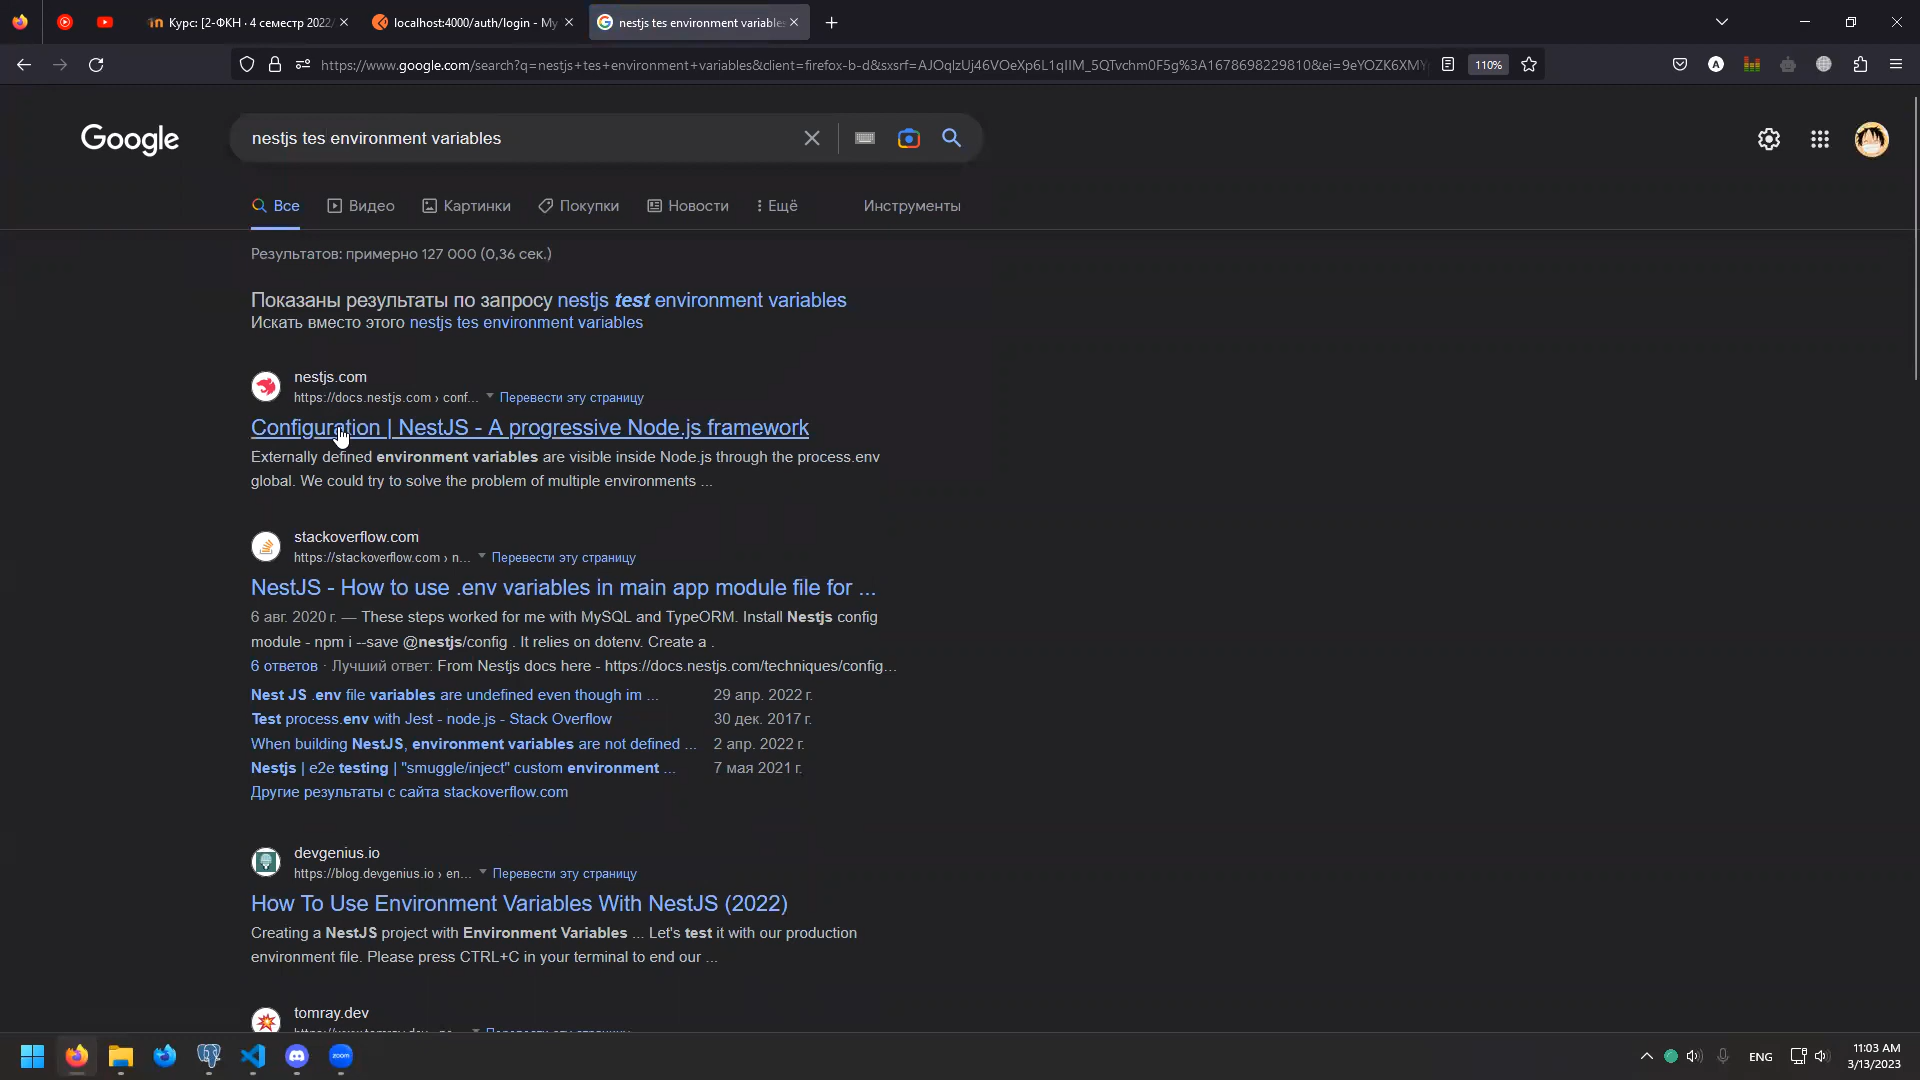 Курс: [2-ФКН · 4 семестр 2022/
localhost:4000/auth/login - My
nestjs tes environment variables
https://www.google.com/search?q=nestjs+tes+environment+variables&client=firefox-b-d&sxsrf=AJOqlzUj46VOeXp6L1qIIM_5QTvchm0F5g%3A1678698229810&ei=9eYOZK6XMY
110%
Google
nestjs tes environment variables
Все
Видео
Картинки
Покупки
Новости
Ещё
Инструменты
Результатов: примерно 127 000 (0,36 сек.)
Показаны результаты по запросу nestjs test environment variables
Искать вместо этого nestjs tes environment variables
nestjs.com
https://docs.nestjs.com › conf... Перевести эту страницу
Configuration | NestJS - A progressive Node.js framework
Externally defined environment variables are visible inside Node.js through the process.env
global. We could try to solve the problem of multiple environments ...
stackoverflow.com
https://stackoverflow.com › n... Перевести эту страницу
NestJS - How to use .env variables in main app module file for ...
6 авг. 2020 г. — These steps worked for me with MySQL and TypeORM. Install Nestjs config
module - npm i --save @nestjs/config . It relies on dotenv. Create a .
6 ответов · Лучший ответ: From Nestjs docs here - https://docs.nestjs.com/techniques/config...
Nest JS .env file variables are undefined even though im ... 29 апр. 2022 г.
Test process.env with Jest - node.js - Stack Overflow 30 дек. 2017 г.
When building NestJS, environment variables are not defined ... 2 апр. 2022 г.
Nestjs | e2e testing | "smuggle/inject" custom environment ... 7 мая 2021 г.
Другие результаты с сайта stackoverflow.com
devgenius.io
https://blog.devgenius.io › en... Перевести эту страницу
How To Use Environment Variables With NestJS (2022)
Creating a NestJS project with Environment Variables ... Let's test it with our production
environment file. Please press CTRL+C in your terminal to end our ...
tomray.dev
zoom
ENG
11:03 AM
3/13/2023